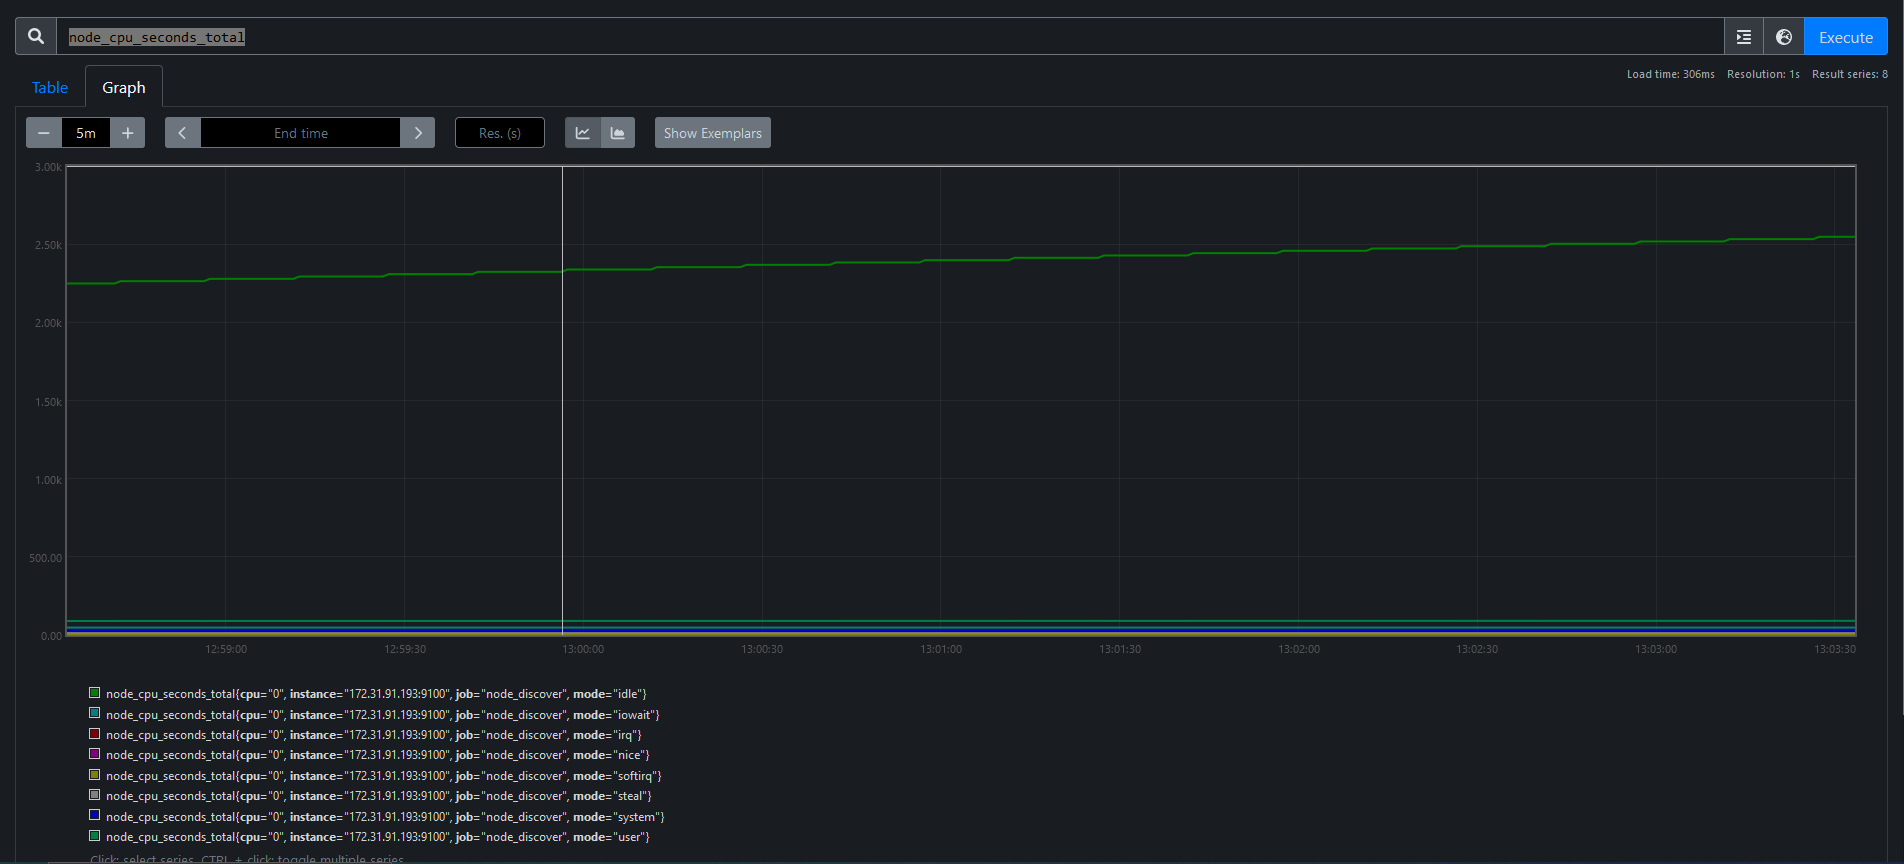 node_cpu_seconds_total
Execute
Load time: 306ms Resolution: 1s Result series: 8
Table Graph
5m End time Res. (s) Show Exemplars
3.00k
2.50k
2.00k
1.50k
1.00k
500.00
0.00
12:59:00 12:59:30 13:00:00 13:00:30 13:01:00 13:01:30 13:02:00 13:02:30 13:03:00 13:03:30
node_cpu_seconds_total{cpu="0", instance="172.31.91.193:9100", job="node_discover", mode="idle"}
node_cpu_seconds_total{cpu="0", instance="172.31.91.193:9100", job="node_discover", mode="iowait"}
node_cpu_seconds_total{cpu="0", instance="172.31.91.193:9100", job="node_discover", mode="irq"}
node_cpu_seconds_total{cpu="0", instance="172.31.91.193:9100", job="node_discover", mode="nice"}
node_cpu_seconds_total{cpu="0", instance="172.31.91.193:9100", job="node_discover", mode="softirq"}
node_cpu_seconds_total{cpu="0", instance="172.31.91.193:9100", job="node_discover", mode="steal"}
node_cpu_seconds_total{cpu="0", instance="172.31.91.193:9100", job="node_discover", mode="system"}
node_cpu_seconds_total{cpu="0", instance="172.31.91.193:9100", job="node_discover", mode="user"}
Click: select series, CTRL + click: toggle multiple series